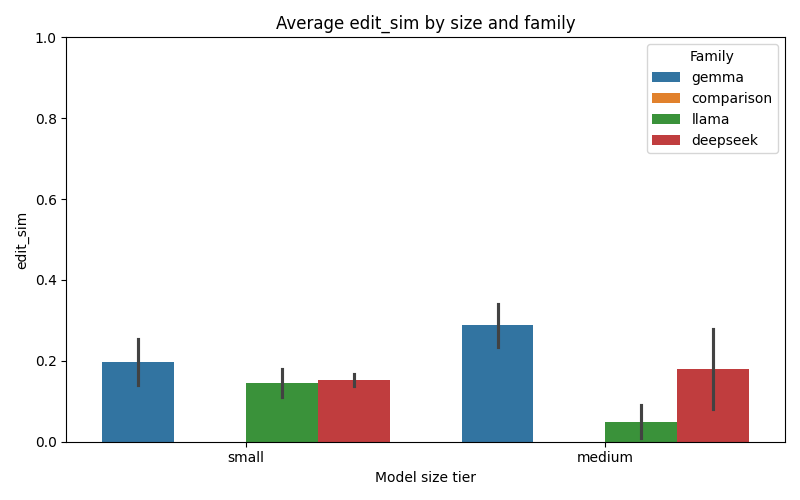 Average edit_sim by size and family
Family
gemma
comparison
llama
deepseek
1.0
0.8
0.6
0.4
0.2
0.0
edit_sim
small
medium
Model size tier